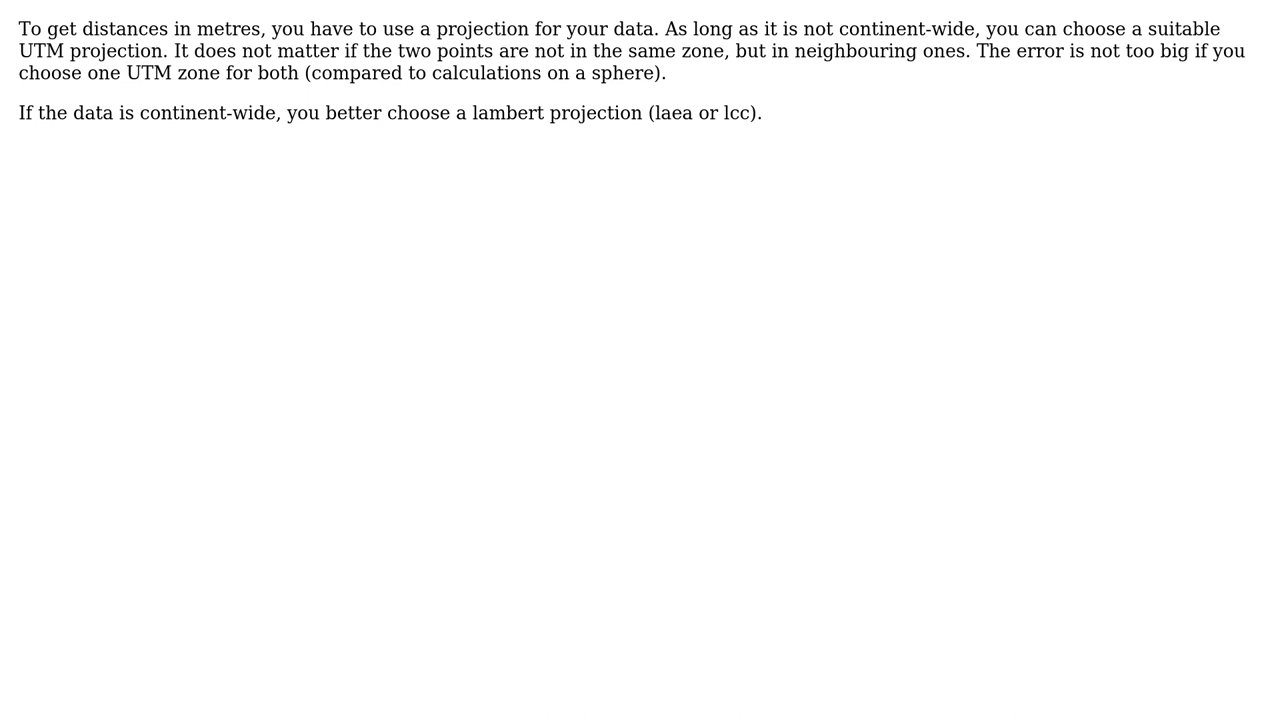 To get distances in metres, you have to use a projection for your data. As long as it is not continent-wide, you can choose a suitable
UTM projection. It does not matter if the two points are not in the same zone, but in neighbouring ones. The error is not too big if you
choose one UTM zone for both (compared to calculations on a sphere).
If the data is continent-wide, you better choose a lambert projection (laea or lcc).